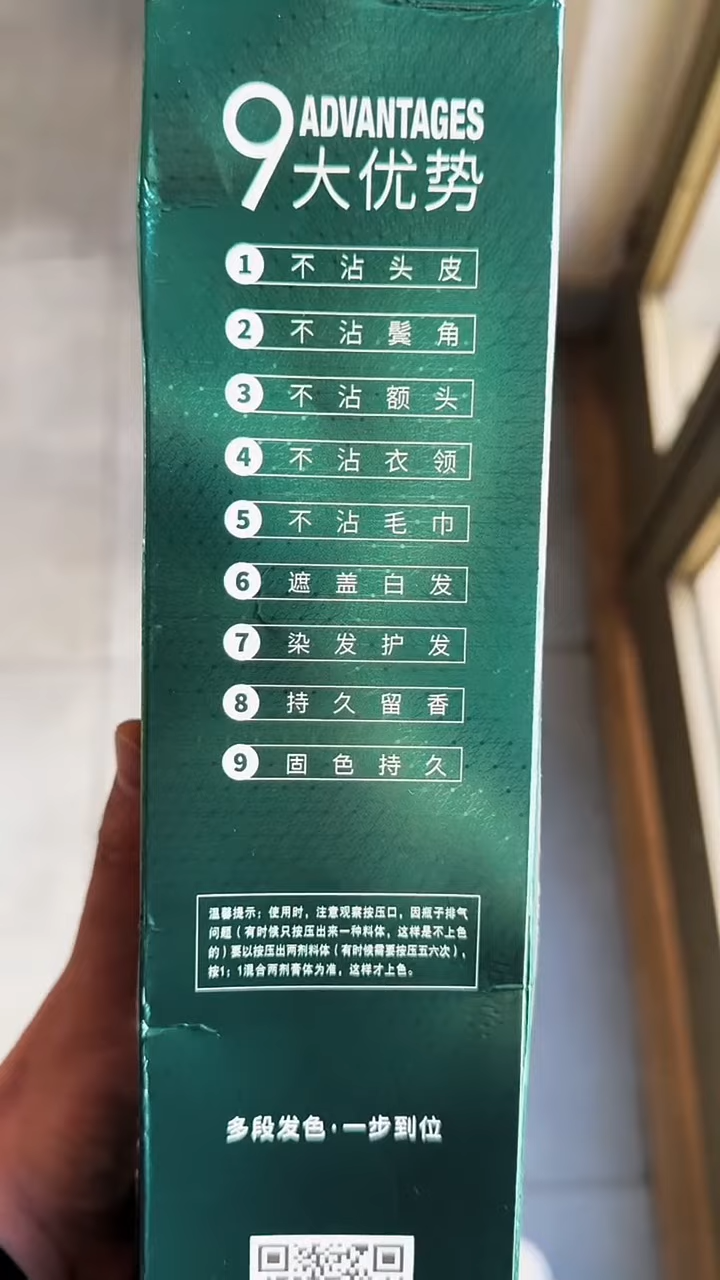 9 ADVANTAGES
大优势
1 不沾头皮
2 不沾鬓角
3 不沾额头
4 不沾衣领
5 不沾毛巾
6 遮盖白发
7 染发护发
8 持久留香
9 固色持久
温馨提示：使用时，注意观察按压口，因瓶子排气
问题（有时候只按压出来一种料体，这样是不上色
的）要以按压出两剂料体（有时候需要按压五六次），
按1：1混合两剂膏体为准，这样才上色。
多段发色·一步到位